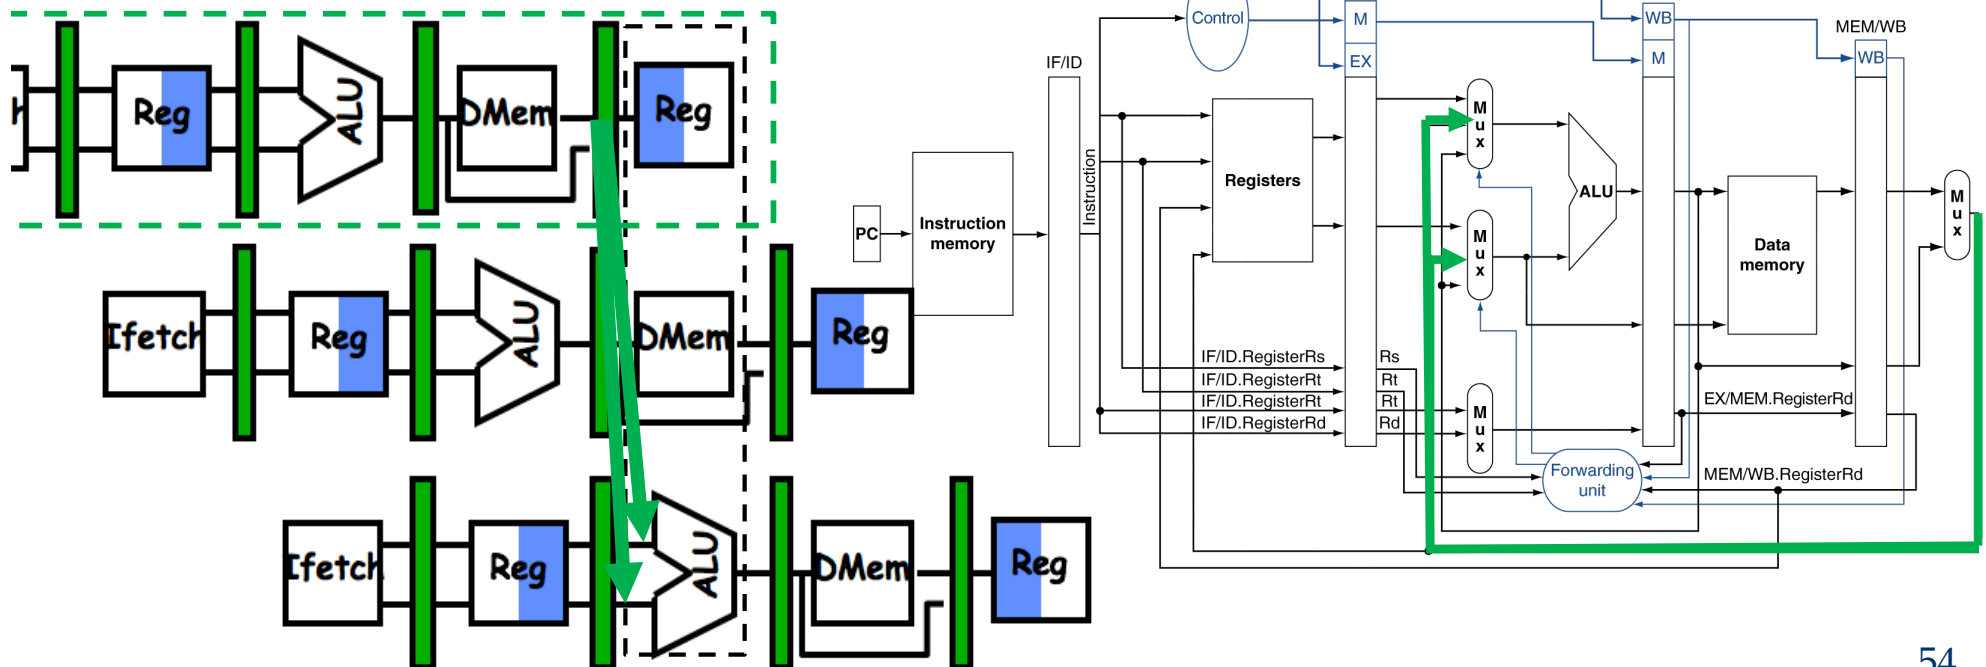 h
Reg
ALU
DMem
Reg
Ifetch
Reg
ALU
DMem
Reg
Ifetch
Reg
ALU
DMem
Reg
Control
M
EX
WB
M
MEM/WB
WB
IF/ID
PC
Instruction
memory
Instruction
Registers
M
u
x
M
u
x
ALU
Data
memory
M
u
x
IF/ID.RegisterRs
Rs
IF/ID.RegisterRt
Rt
IF/ID.RegisterRt
Rt
IF/ID.RegisterRd
Rd
M
u
x
EX/MEM.RegisterRd
Forwarding
unit
MEM/WB.RegisterRd
54